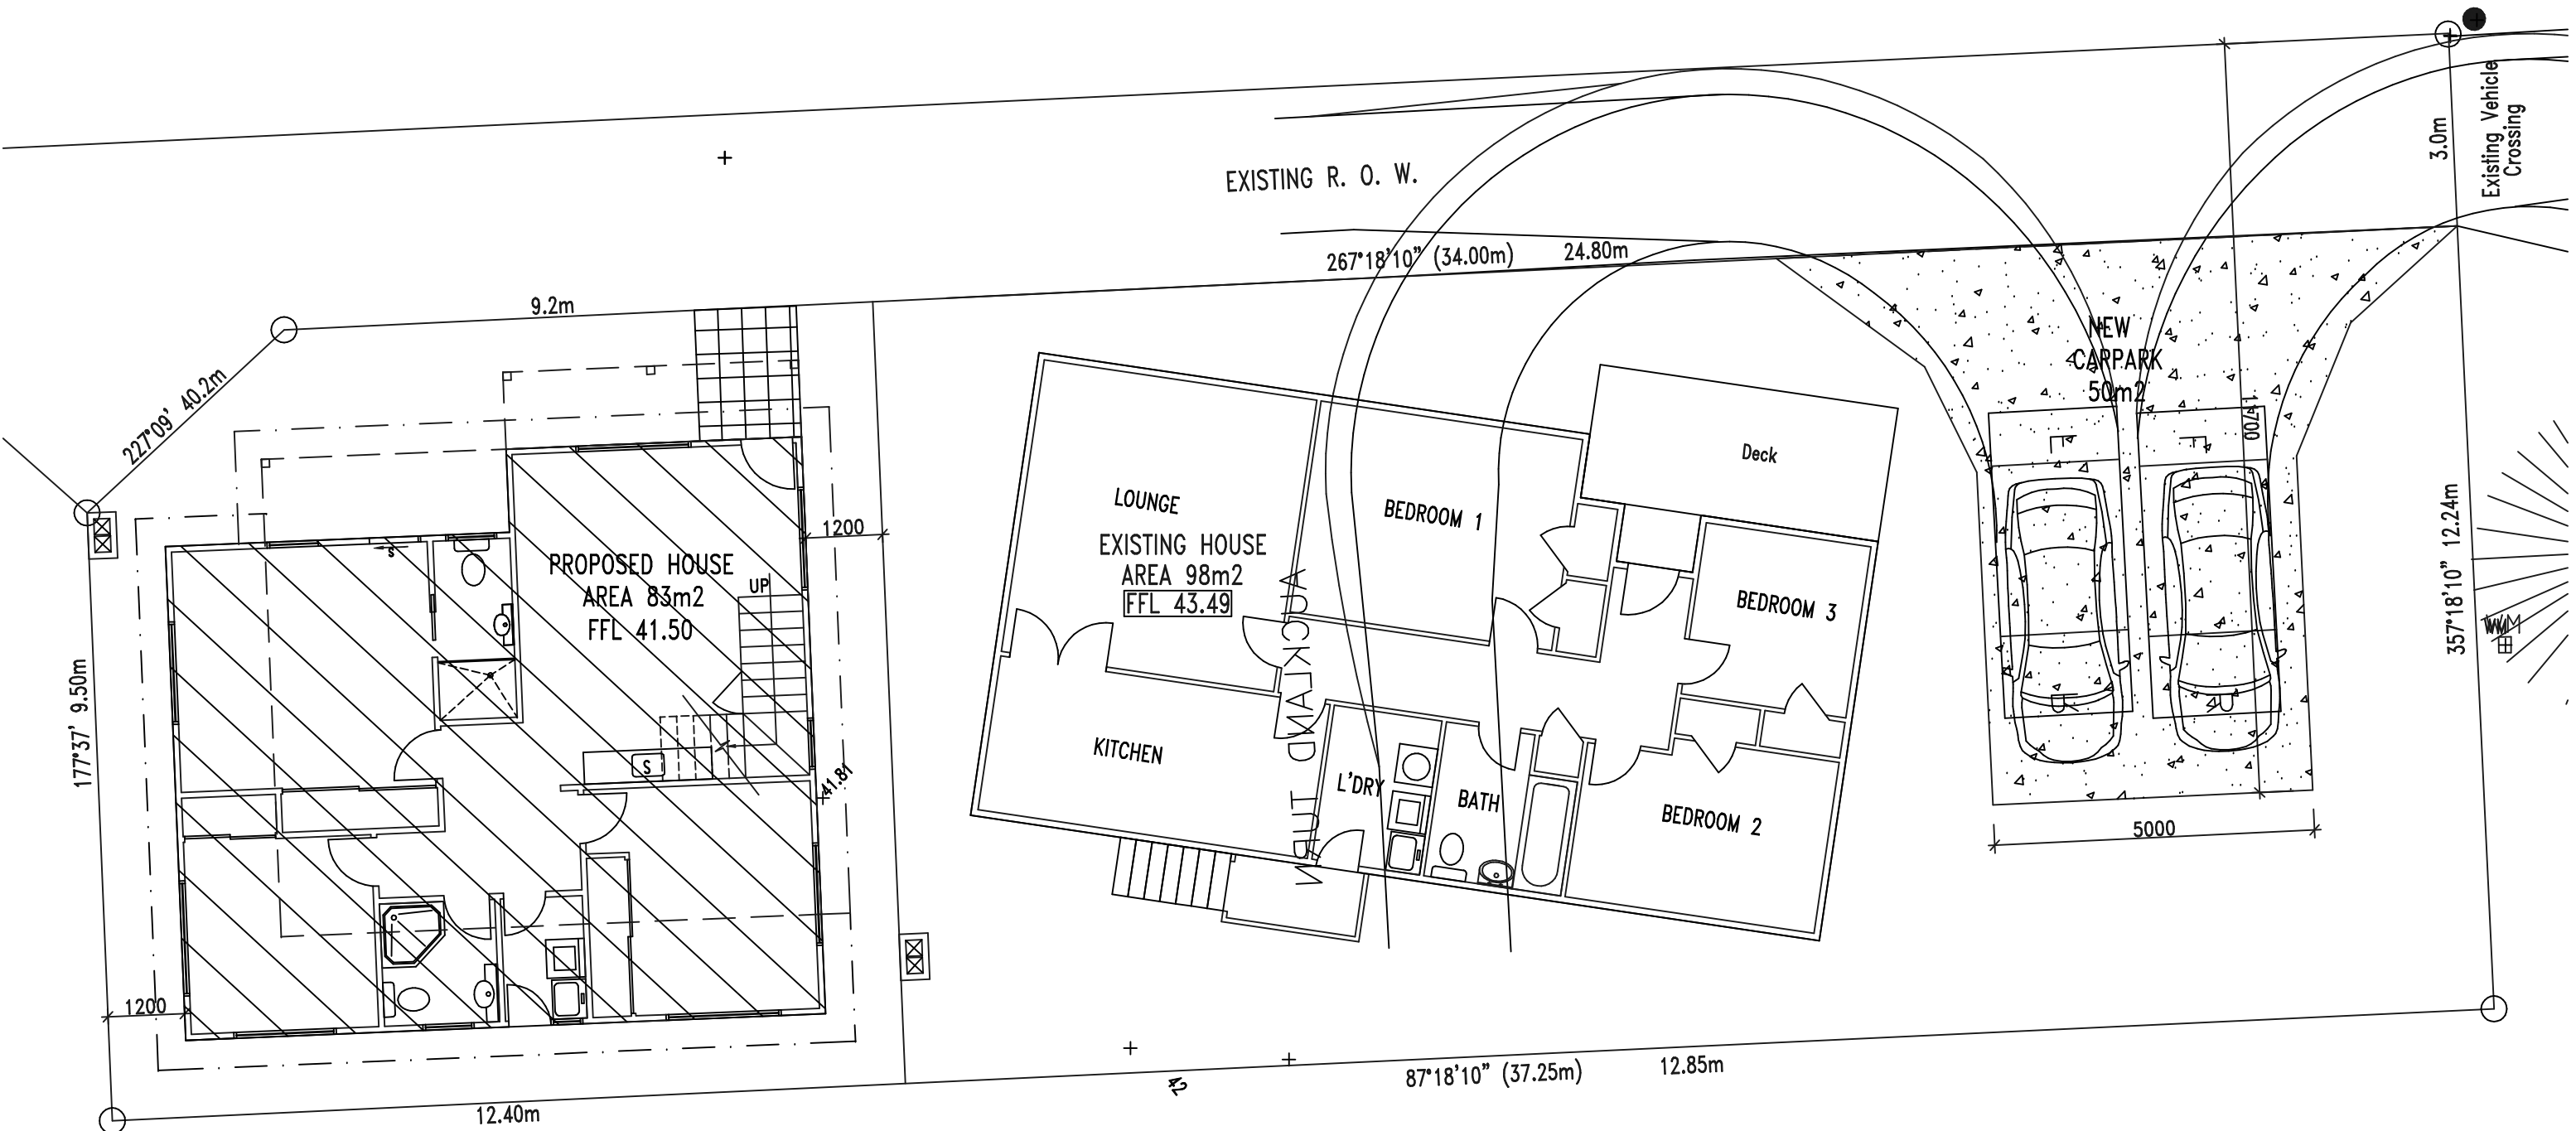 Existing Vehicle
Crossing
3.0m
EXISTING R. O. W.
267°18'10" (34.00m) 24.80m
9.2m
227°09' 40.2m
NEW
CARPARK
50m2
11700
Deck
LOUNGE
BEDROOM 1
EXISTING HOUSE
AREA 98m2
FFL 43.49
BEDROOM 3
1200
S
PROPOSED HOUSE
AREA 83m2
FFL 41.50
UP
S
41.81
AUCKLAND TUDM
357°18'10" 12.24m
177°37' 9.50m
KITCHEN
L'DRY
BATH
BEDROOM 2
5000
1200
87°18'10" (37.25m) 12.85m
42
12.40m